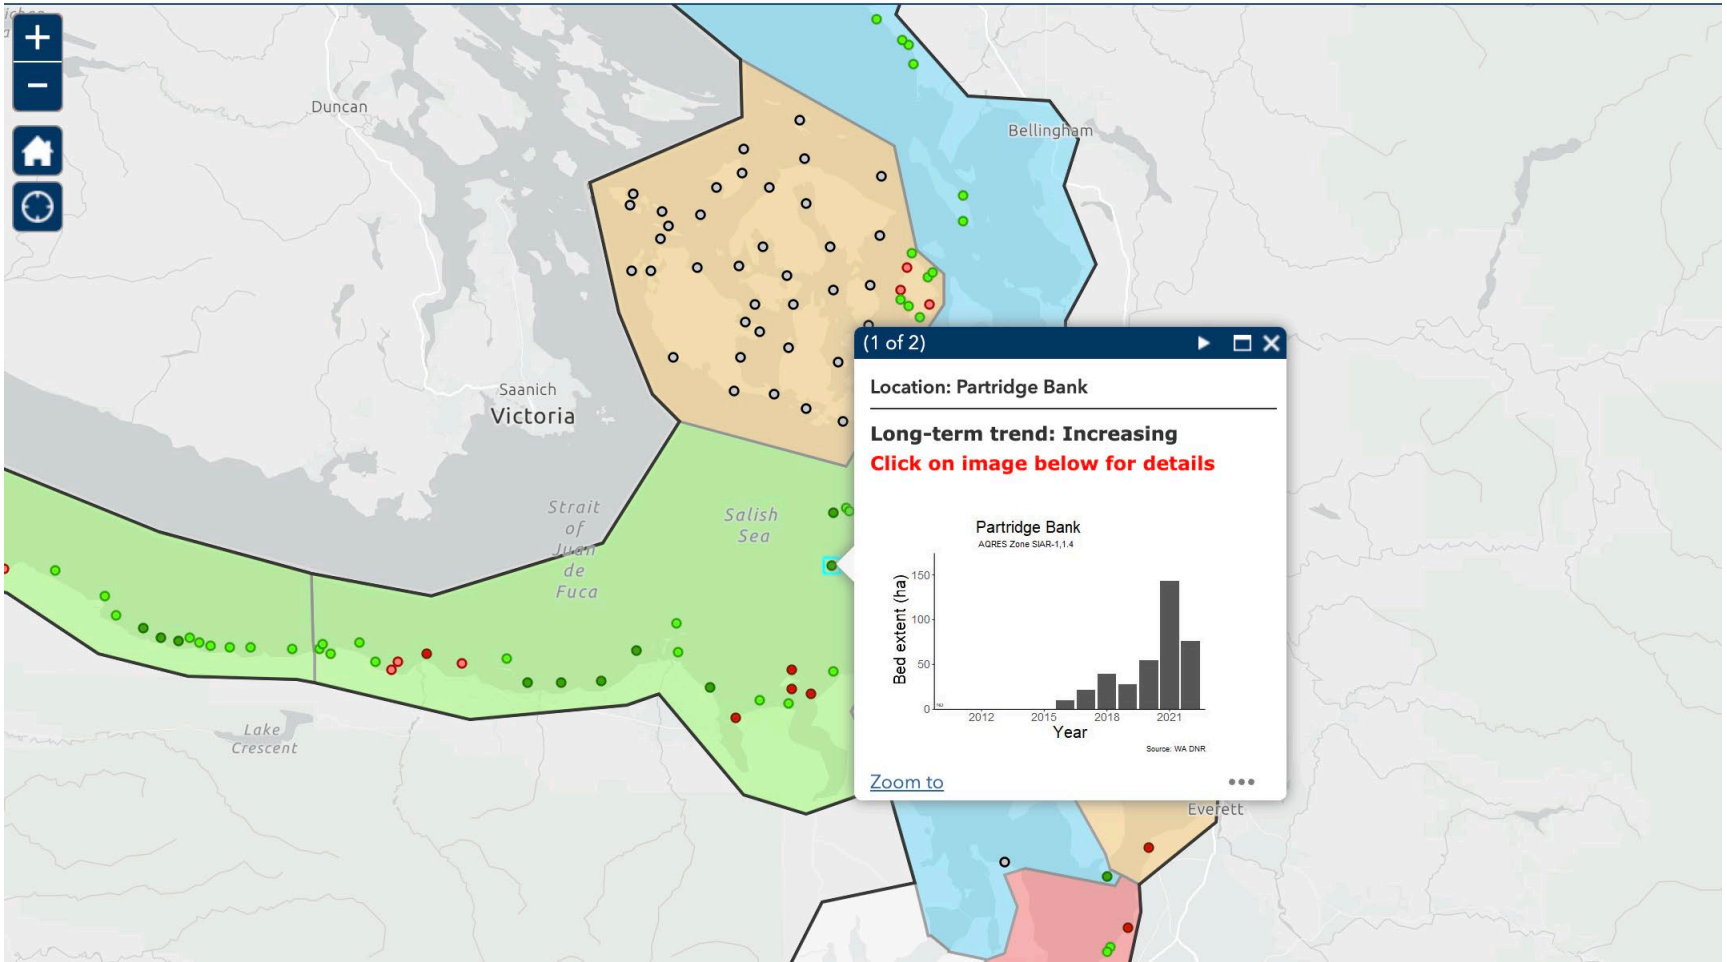 Duncan
Bellingham
Saanich
Victoria
Strait
of
Juan
de
Fuca
Salish
Sea
Lake
Crescent
Everett
(1 of 2)
Location: Partridge Bank
Long-term trend: Increasing
Click on image below for details
Partridge Bank
AQRES Zone SIAR-1,1.4
Bed extent (ha)
150
100
50
0
2012 2015 2018 2021
Year
Source: WA DNR
Zoom to